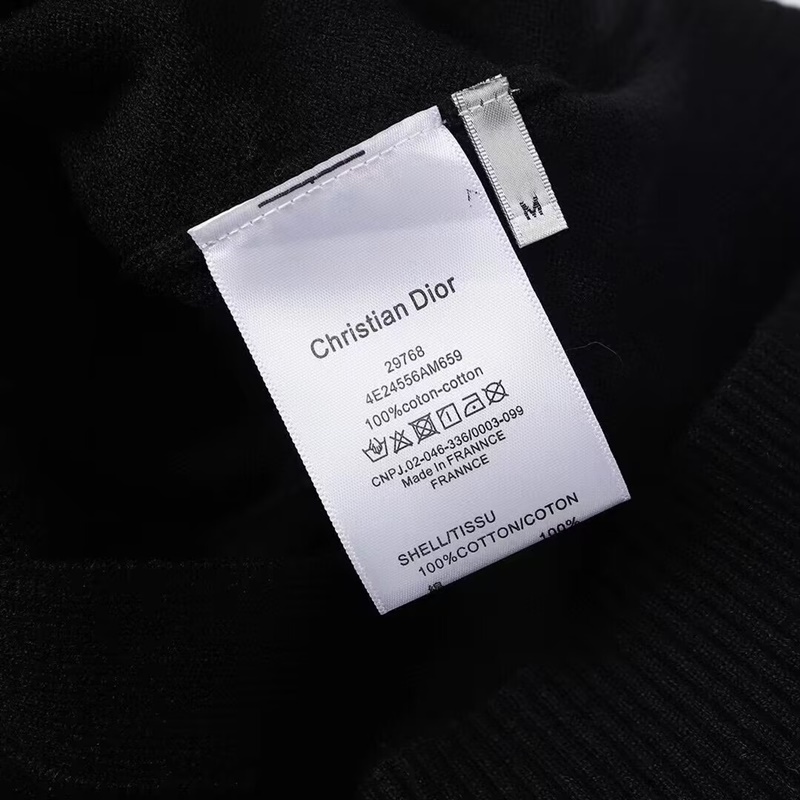 M
Christian Dior
29768
4E24556AM659
100%coton-cotton
CNPJ.02-046-336/0003-099
Made In FRANNCE
FRANNCE
SHELL/TISSU
100%COTTON/COTON
100%